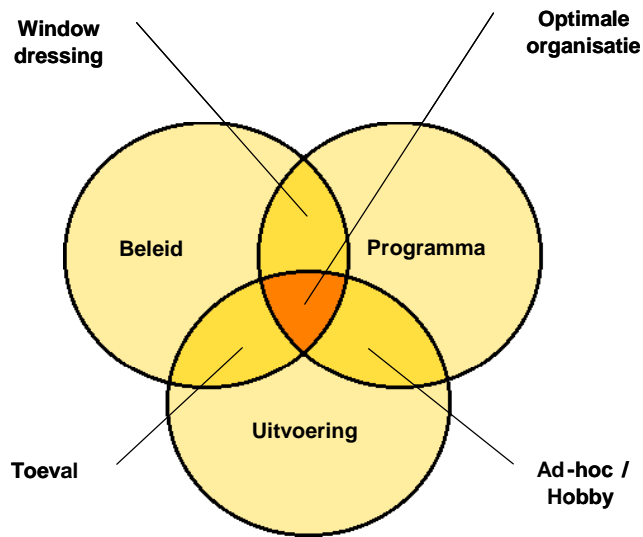 Window
dressing
Optimale
organisatie
Beleid
Programma
Uitvoering
Toeval
Ad-hoc /
Hobby